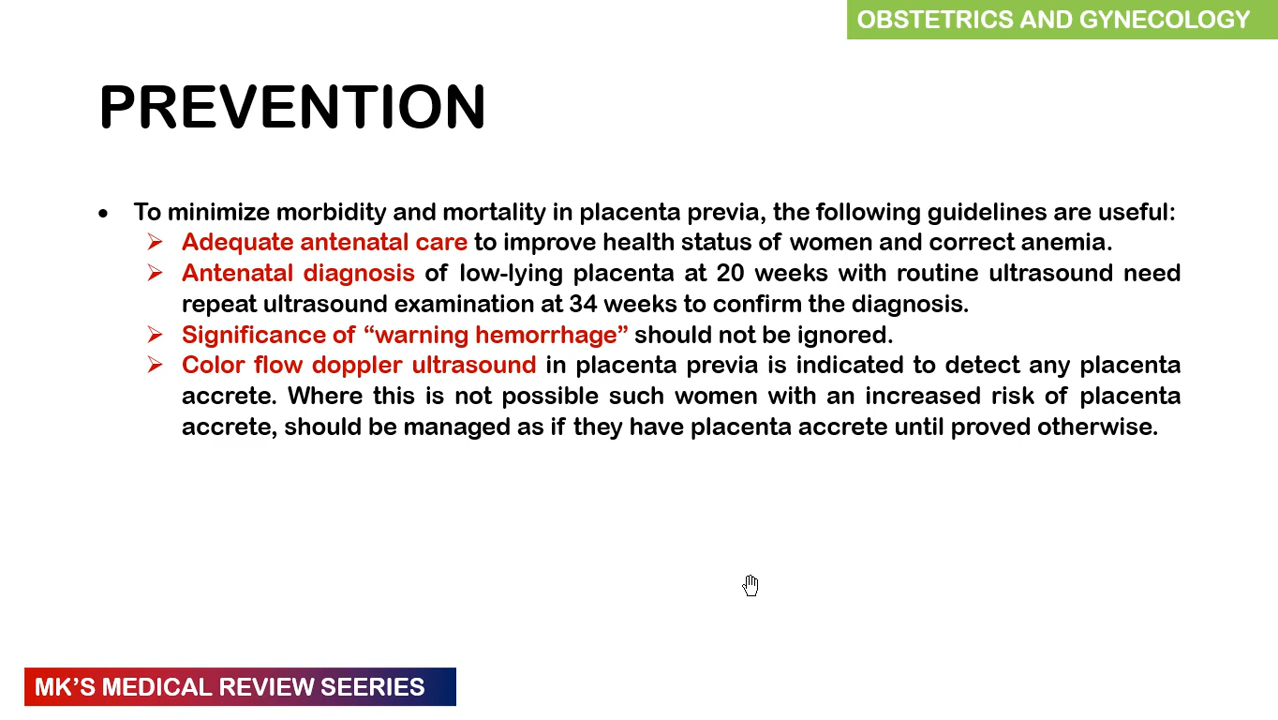 OBSTETRICS AND GYNECOLOGY
PREVENTION
• To minimize morbidity and mortality in placenta previa, the following guidelines are useful:
➢ Adequate antenatal care to improve health status of women and correct anemia.
➢ Antenatal diagnosis of low-lying placenta at 20 weeks with routine ultrasound need
repeat ultrasound examination at 34 weeks to confirm the diagnosis.
➢ Significance of “warning hemorrhage” should not be ignored.
➢ Color flow doppler ultrasound in placenta previa is indicated to detect any placenta
accrete. Where this is not possible such women with an increased risk of placenta
accrete, should be managed as if they have placenta accrete until proved otherwise.
MK’S MEDICAL REVIEW SEERIES